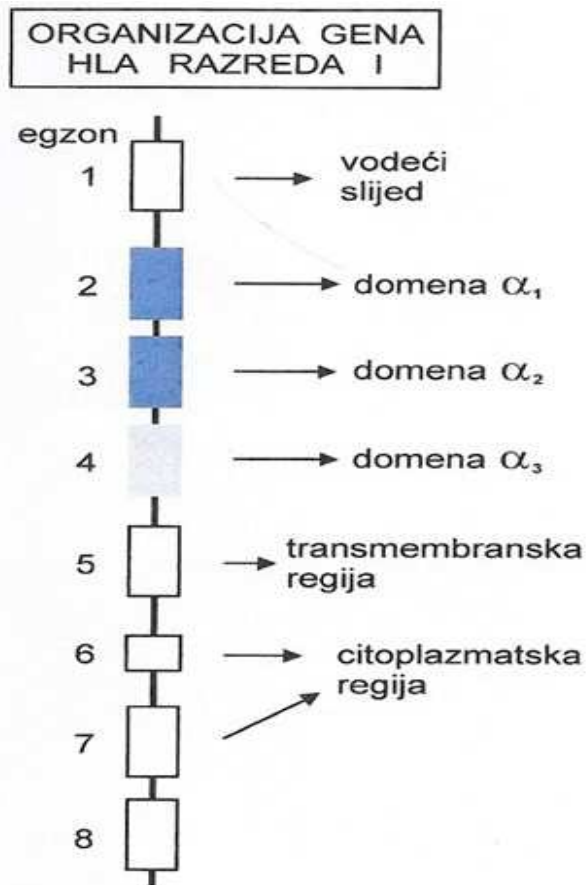 ORGANIZACIJA GENA
HLA RAZREDA I
egzon
1
vodeći
slijed
2
domena α₁
3
domena α₂
4
domena α₃
5
transmembranska
regija
6
citoplazmatska
regija
7
8